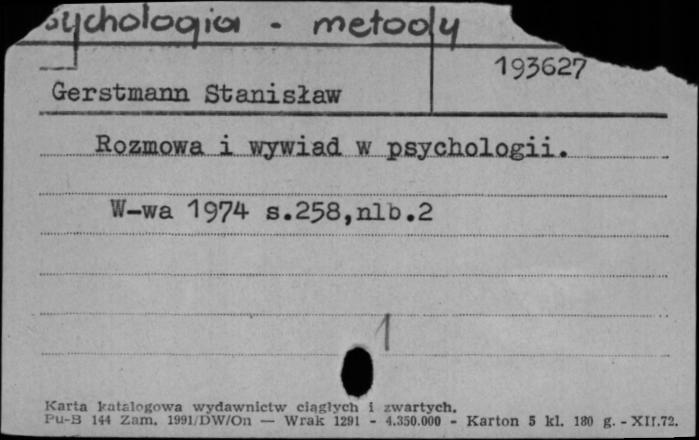 psychologia - metody
193627
Gerstmann Stanisław
Rozmowa i wywiad w psychologii.
W-wa 1974 s.258,nlb.2
1
Karta katalogowa wydawnictw ciągłych i zwartych.
Pu-B 144 Zam. 1991/DW/On — Wrak 1291 - 4.350.000 - Karton 5 kl. 180 g. - XII.72.